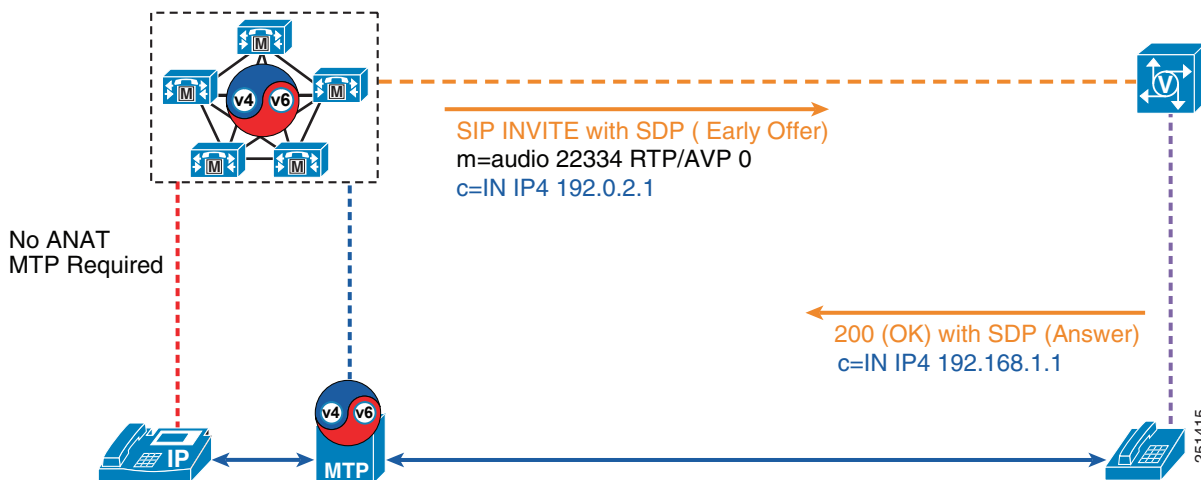 M
M
M
v4
v6
M
M
V
SIP INVITE with SDP ( Early Offer)
m=audio 22334 RTP/AVP 0
c=IN IP4 192.0.2.1
No ANAT
MTP Required
200 (OK) with SDP (Answer)
c=IN IP4 192.168.1.1
v4
v6
IP
MTP
251415